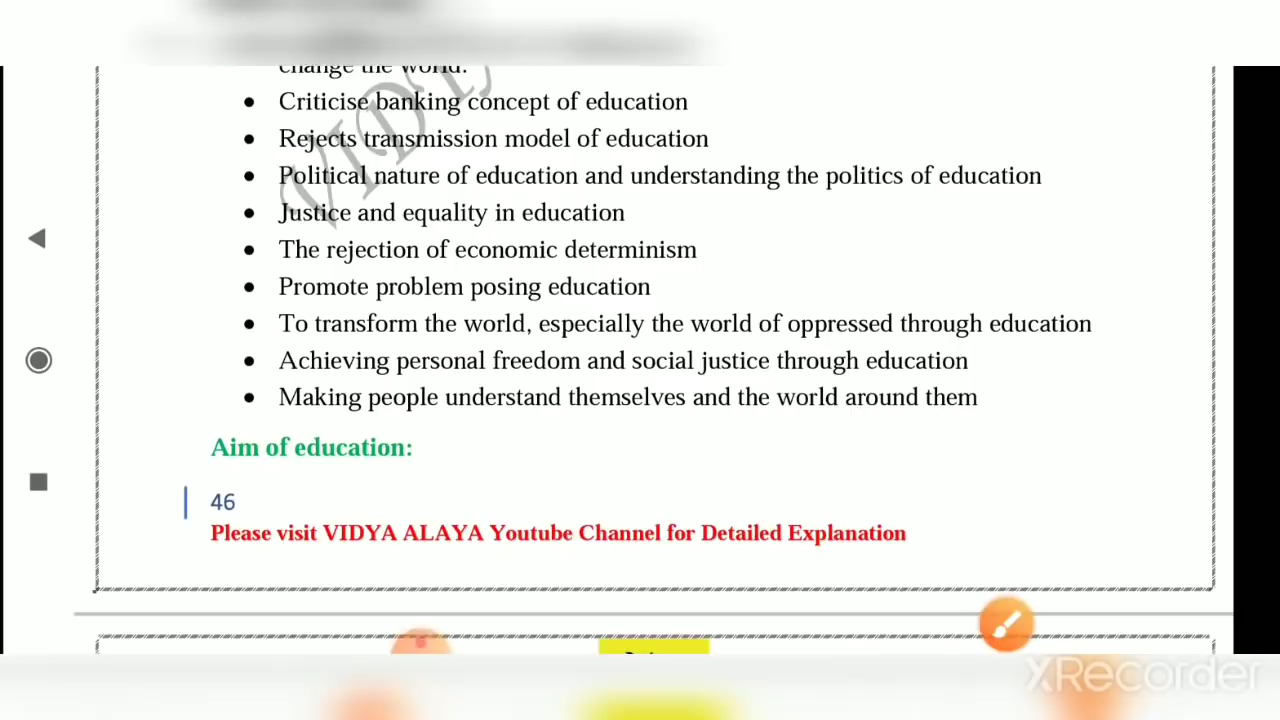 change the world.
• Criticise banking concept of education
• Rejects transmission model of education
• Political nature of education and understanding the politics of education
• Justice and equality in education
• The rejection of economic determinism
• Promote problem posing education
• To transform the world, especially the world of oppressed through education
• Achieving personal freedom and social justice through education
• Making people understand themselves and the world around them
Aim of education:
46
Please visit VIDYA ALAYA Youtube Channel for Detailed Explanation
XRecorder